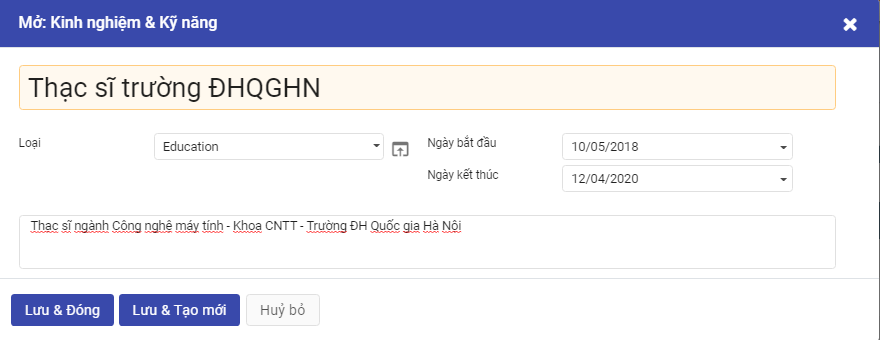 Mở: Kinh nghiệm & Kỹ năng
Thạc sĩ trường ĐHQGHN
Loại
Education
Ngày bắt đầu
10/05/2018
Ngày kết thúc
12/04/2020
Thạc sĩ ngành Công nghệ máy tính - Khoa CNTT - Trường ĐH Quốc gia Hà Nội
Lưu & Đóng
Lưu & Tạo mới
Huỷ bỏ